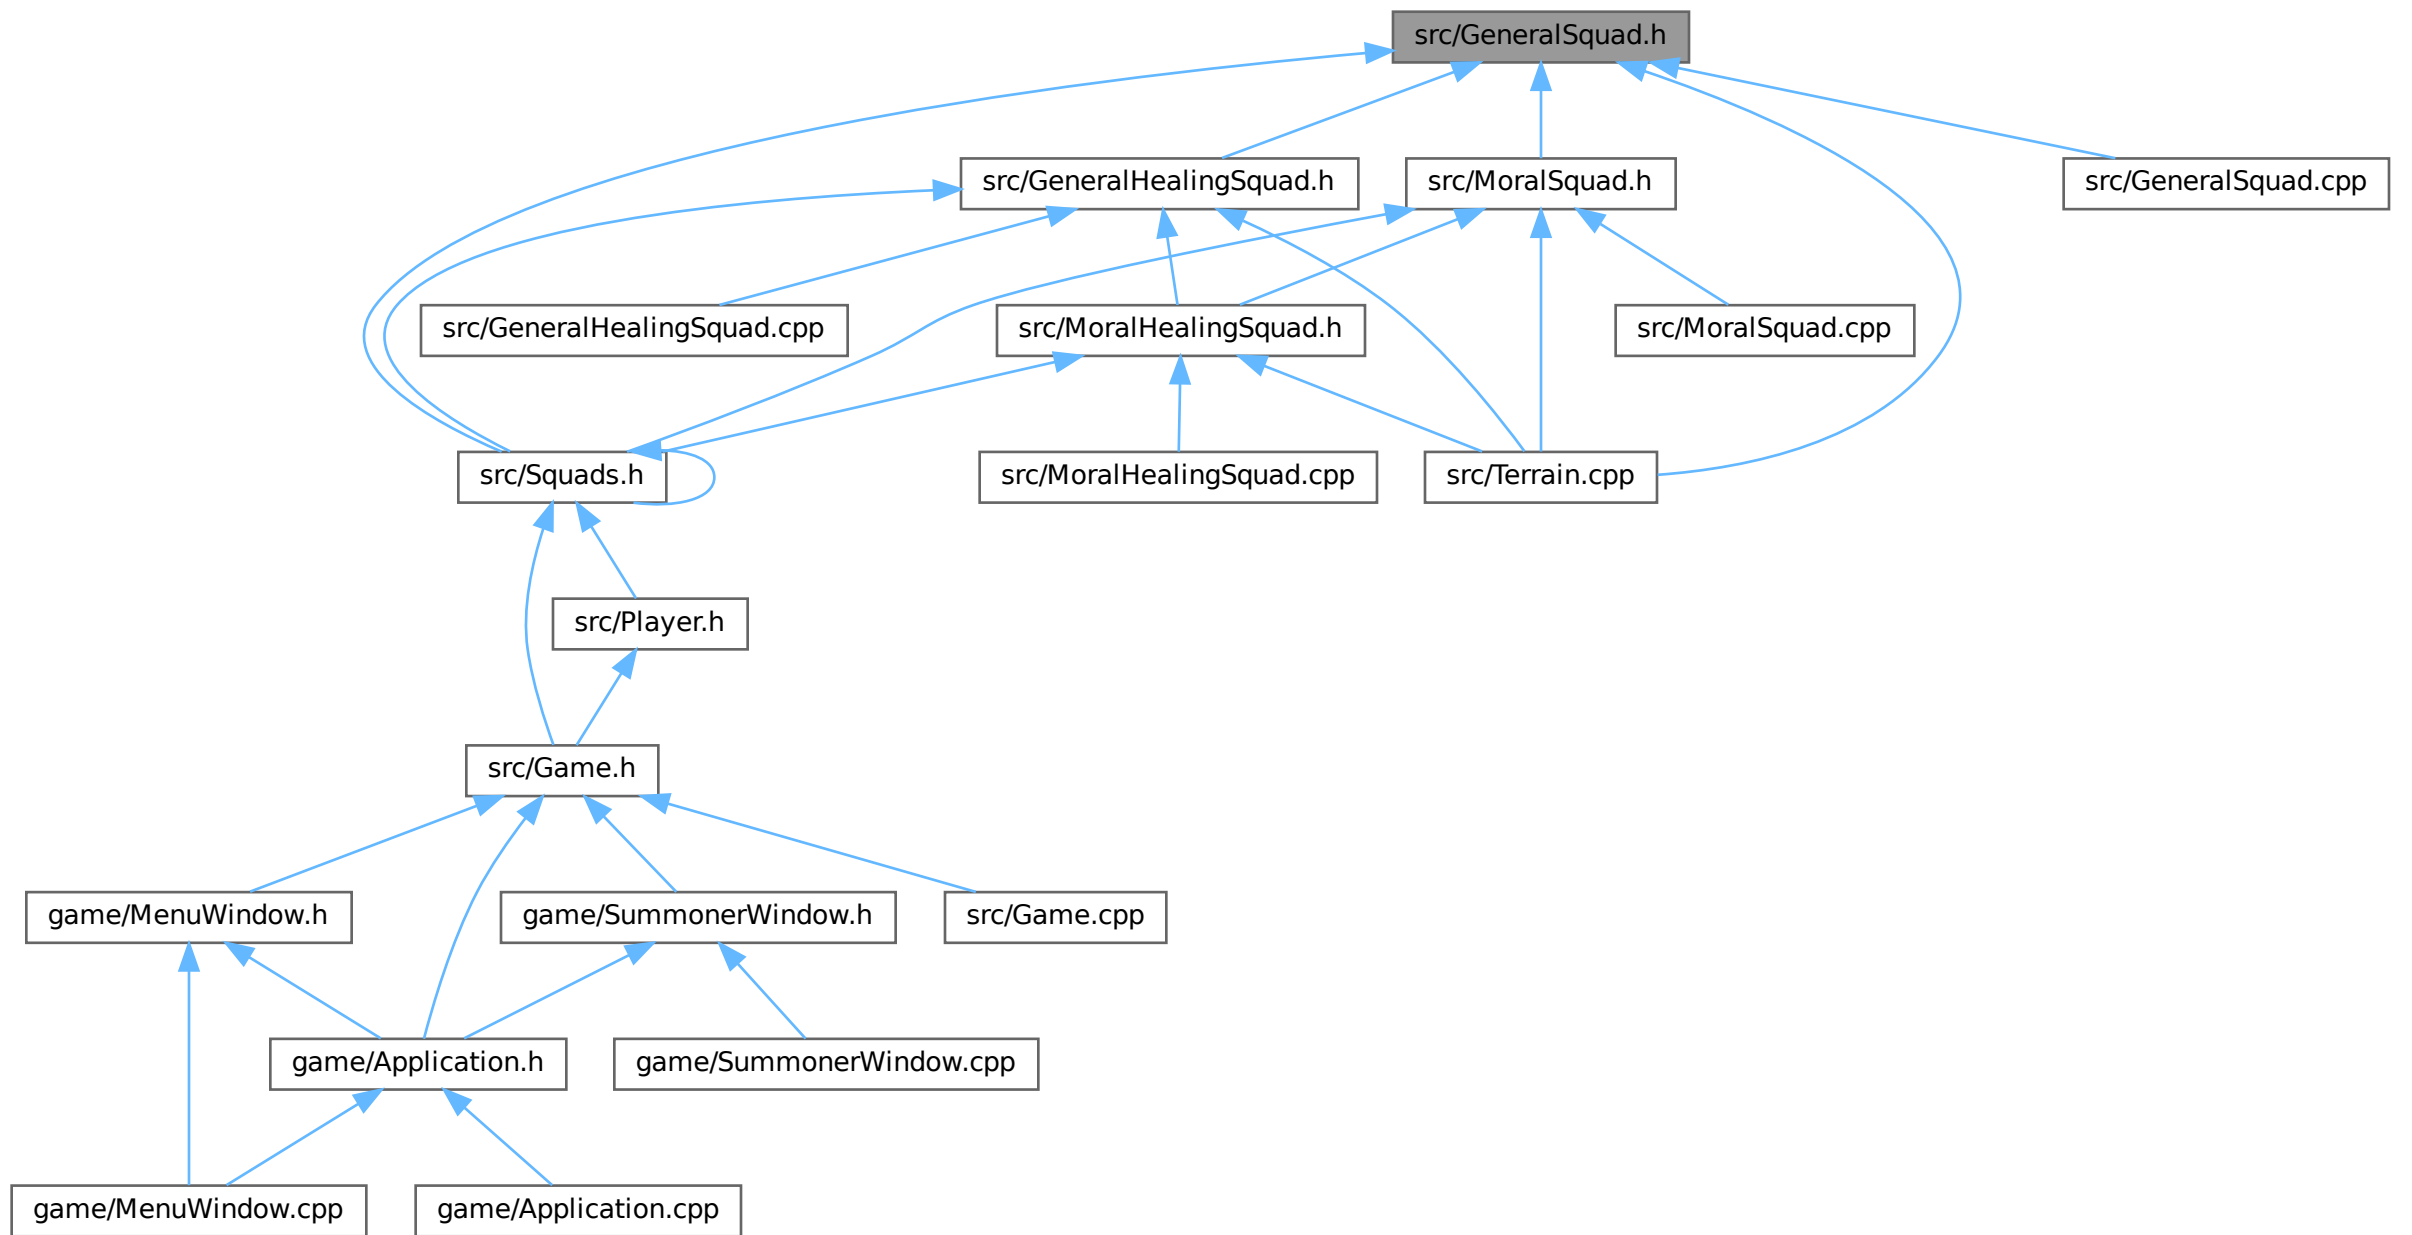 src/GeneralSquad.h
src/GeneralHealingSquad.h
src/MoralSquad.h
src/GeneralSquad.cpp
src/GeneralHealingSquad.cpp
src/MoralHealingSquad.h
src/MoralSquad.cpp
src/Squads.h
src/MoralHealingSquad.cpp
src/Terrain.cpp
src/Player.h
src/Game.h
game/MenuWindow.h
game/SummonerWindow.h
src/Game.cpp
game/Application.h
game/SummonerWindow.cpp
game/MenuWindow.cpp
game/Application.cpp